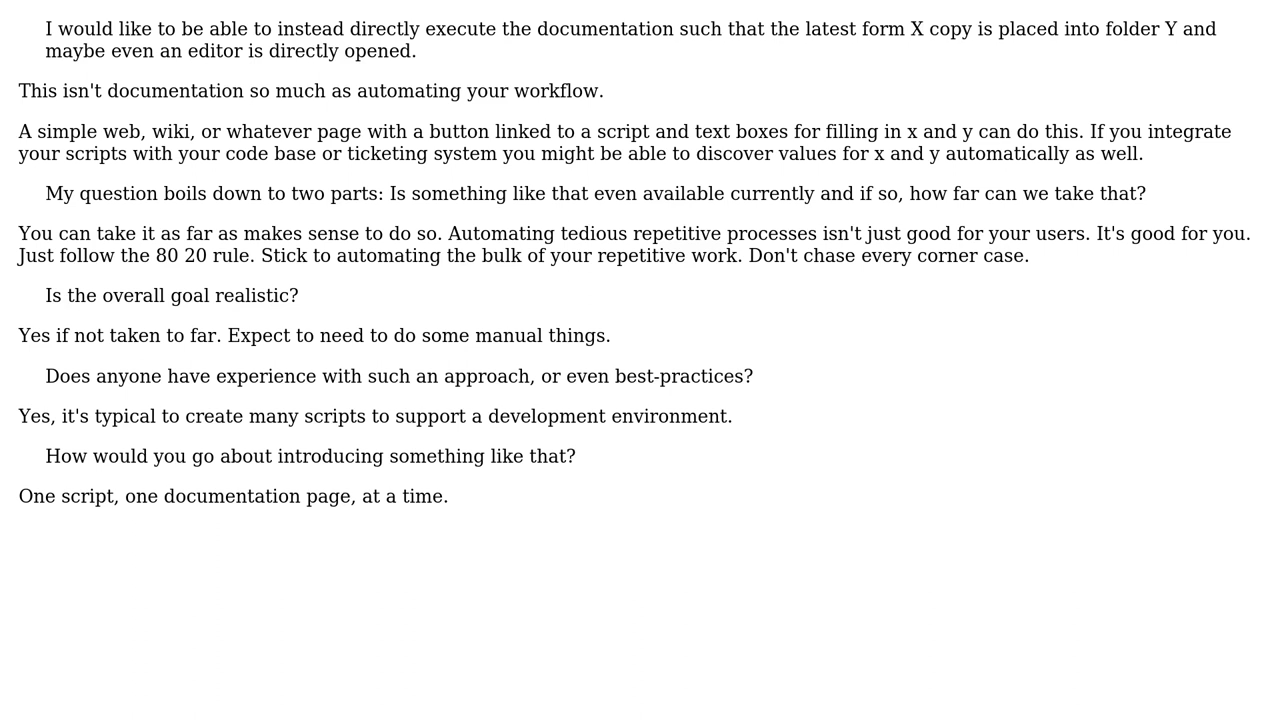 I would like to be able to instead directly execute the documentation such that the latest form X copy is placed into folder Y and
maybe even an editor is directly opened.
This isn't documentation so much as automating your workflow.
A simple web, wiki, or whatever page with a button linked to a script and text boxes for filling in x and y can do this. If you integrate
your scripts with your code base or ticketing system you might be able to discover values for x and y automatically as well.
My question boils down to two parts: Is something like that even available currently and if so, how far can we take that?
You can take it as far as makes sense to do so. Automating tedious repetitive processes isn't just good for your users. It's good for you.
Just follow the 80 20 rule. Stick to automating the bulk of your repetitive work. Don't chase every corner case.
Is the overall goal realistic?
Yes if not taken to far. Expect to need to do some manual things.
Does anyone have experience with such an approach, or even best-practices?
Yes, it's typical to create many scripts to support a development environment.
How would you go about introducing something like that?
One script, one documentation page, at a time.